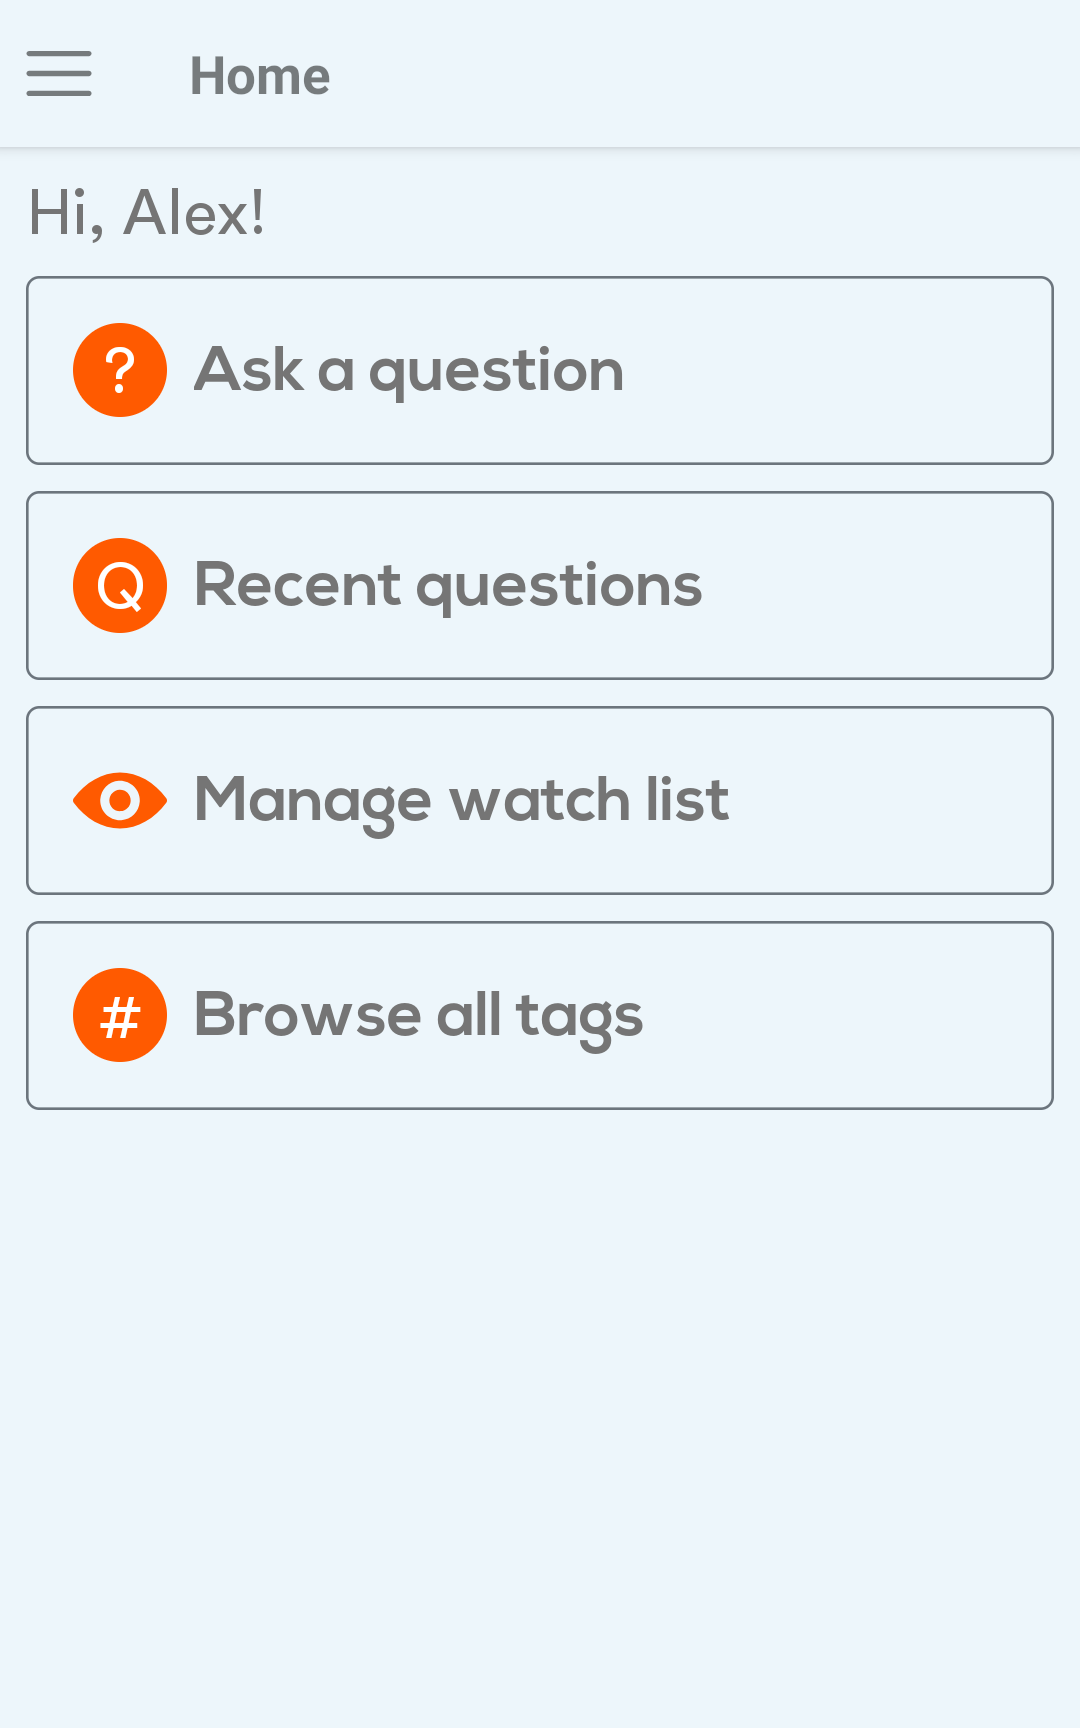 Home
Hi, Alex!
? Ask a question
Q Recent questions
Manage watch list
# Browse all tags